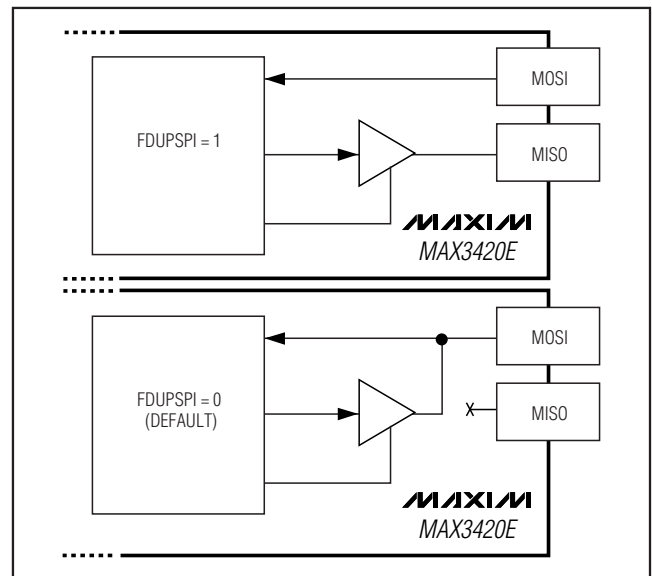 MOSI
FDUPSPI = 1
MISO
MAXIM
MAX3420E
MOSI
FDUPSPI = 0
(DEFAULT)
X
MISO
MAXIM
MAX3420E